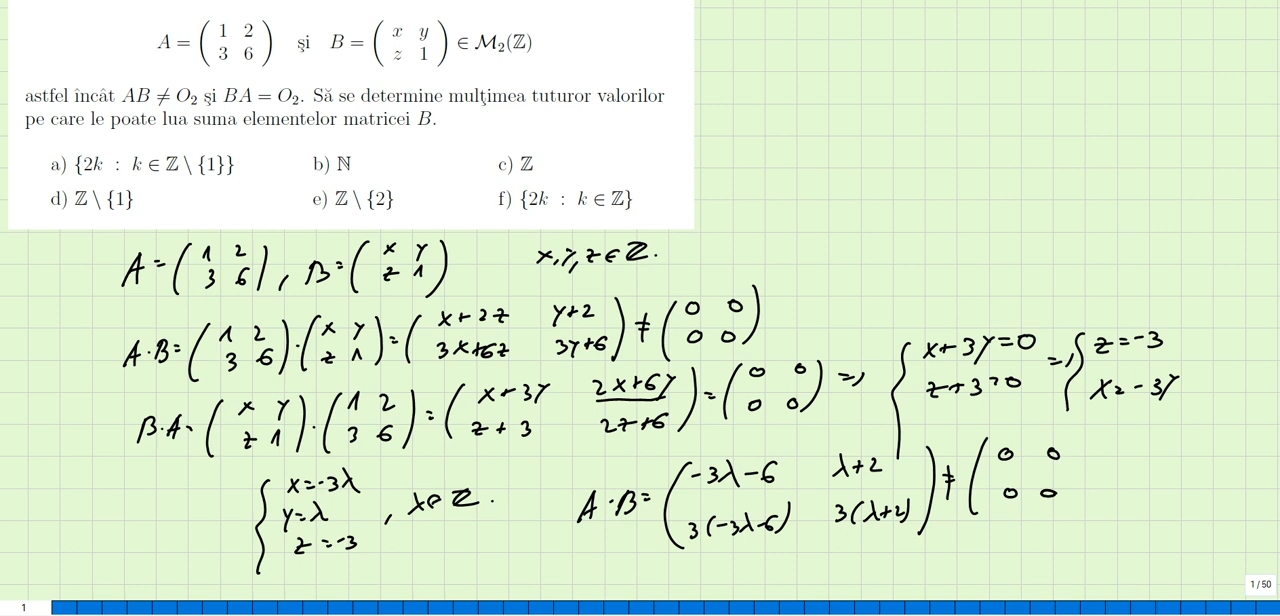 A = ( 1 2 3 6 ) şi B = ( x y z 1 ) ∈ M₂(ℤ)
astfel încât AB ≠ O₂ şi BA = O₂. Să se determine mulţimea tuturor valorilor
pe care le poate lua suma elementelor matricei B.
a) {2k : k ∈ ℤ \ {1}} b) ℕ c) ℤ
d) ℤ \ {1} e) ℤ \ {2} f) {2k : k ∈ ℤ}
A = ( 1 2 3 6 ), B = ( x y z 1 ) x, y, z ∈ ℤ.
A·B = ( 1 2 3 6 ) · ( x y z 1 ) = ( x+2z y+2 3x+6z 3y+6 ) ≠ ( 0 0 0 0 )
B·A = ( x y z 1 ) · ( 1 2 3 6 ) = ( x+3y 2x+6y z+3 2z+6 ) = ( 0 0 0 0 ) => { x+3y=0 z+3=0 => { z=-3 x=-3y
{ x=-3λ y=λ z=-3 , λ∈ℤ. A·B = ( -3λ-6 λ+2 3(-3λ-6) 3(λ+2) ) ≠ ( 0 0 0 0 )
1 / 50
1